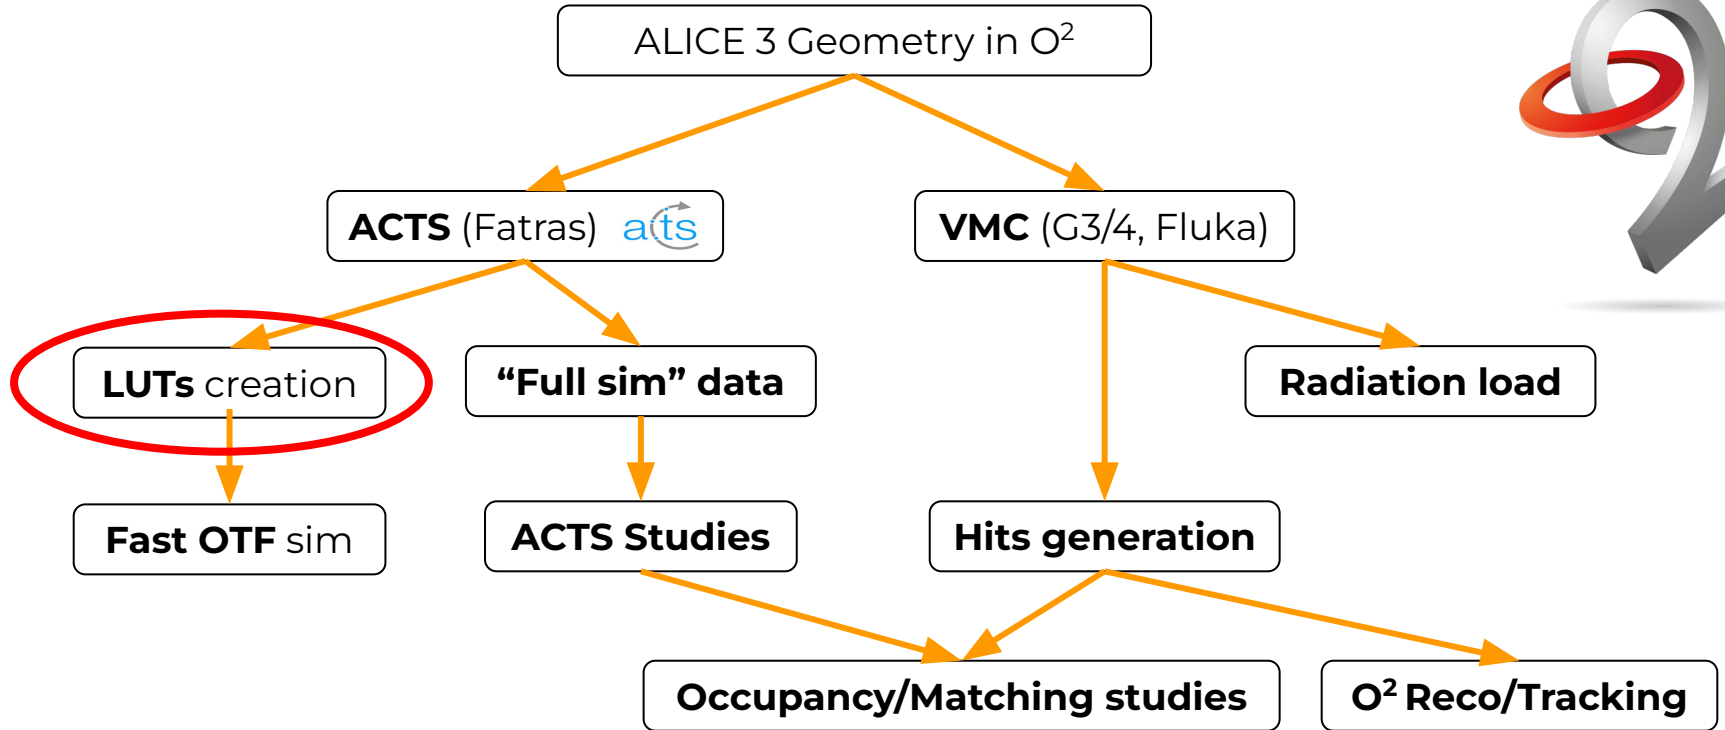 ALICE 3 Geometry in O²
ACTS (Fatras) acts
VMC (G3/4, Fluka)
LUTs creation
“Full sim” data
Radiation load
Fast OTF sim
ACTS Studies
Hits generation
Occupancy/Matching studies
O² Reco/Tracking